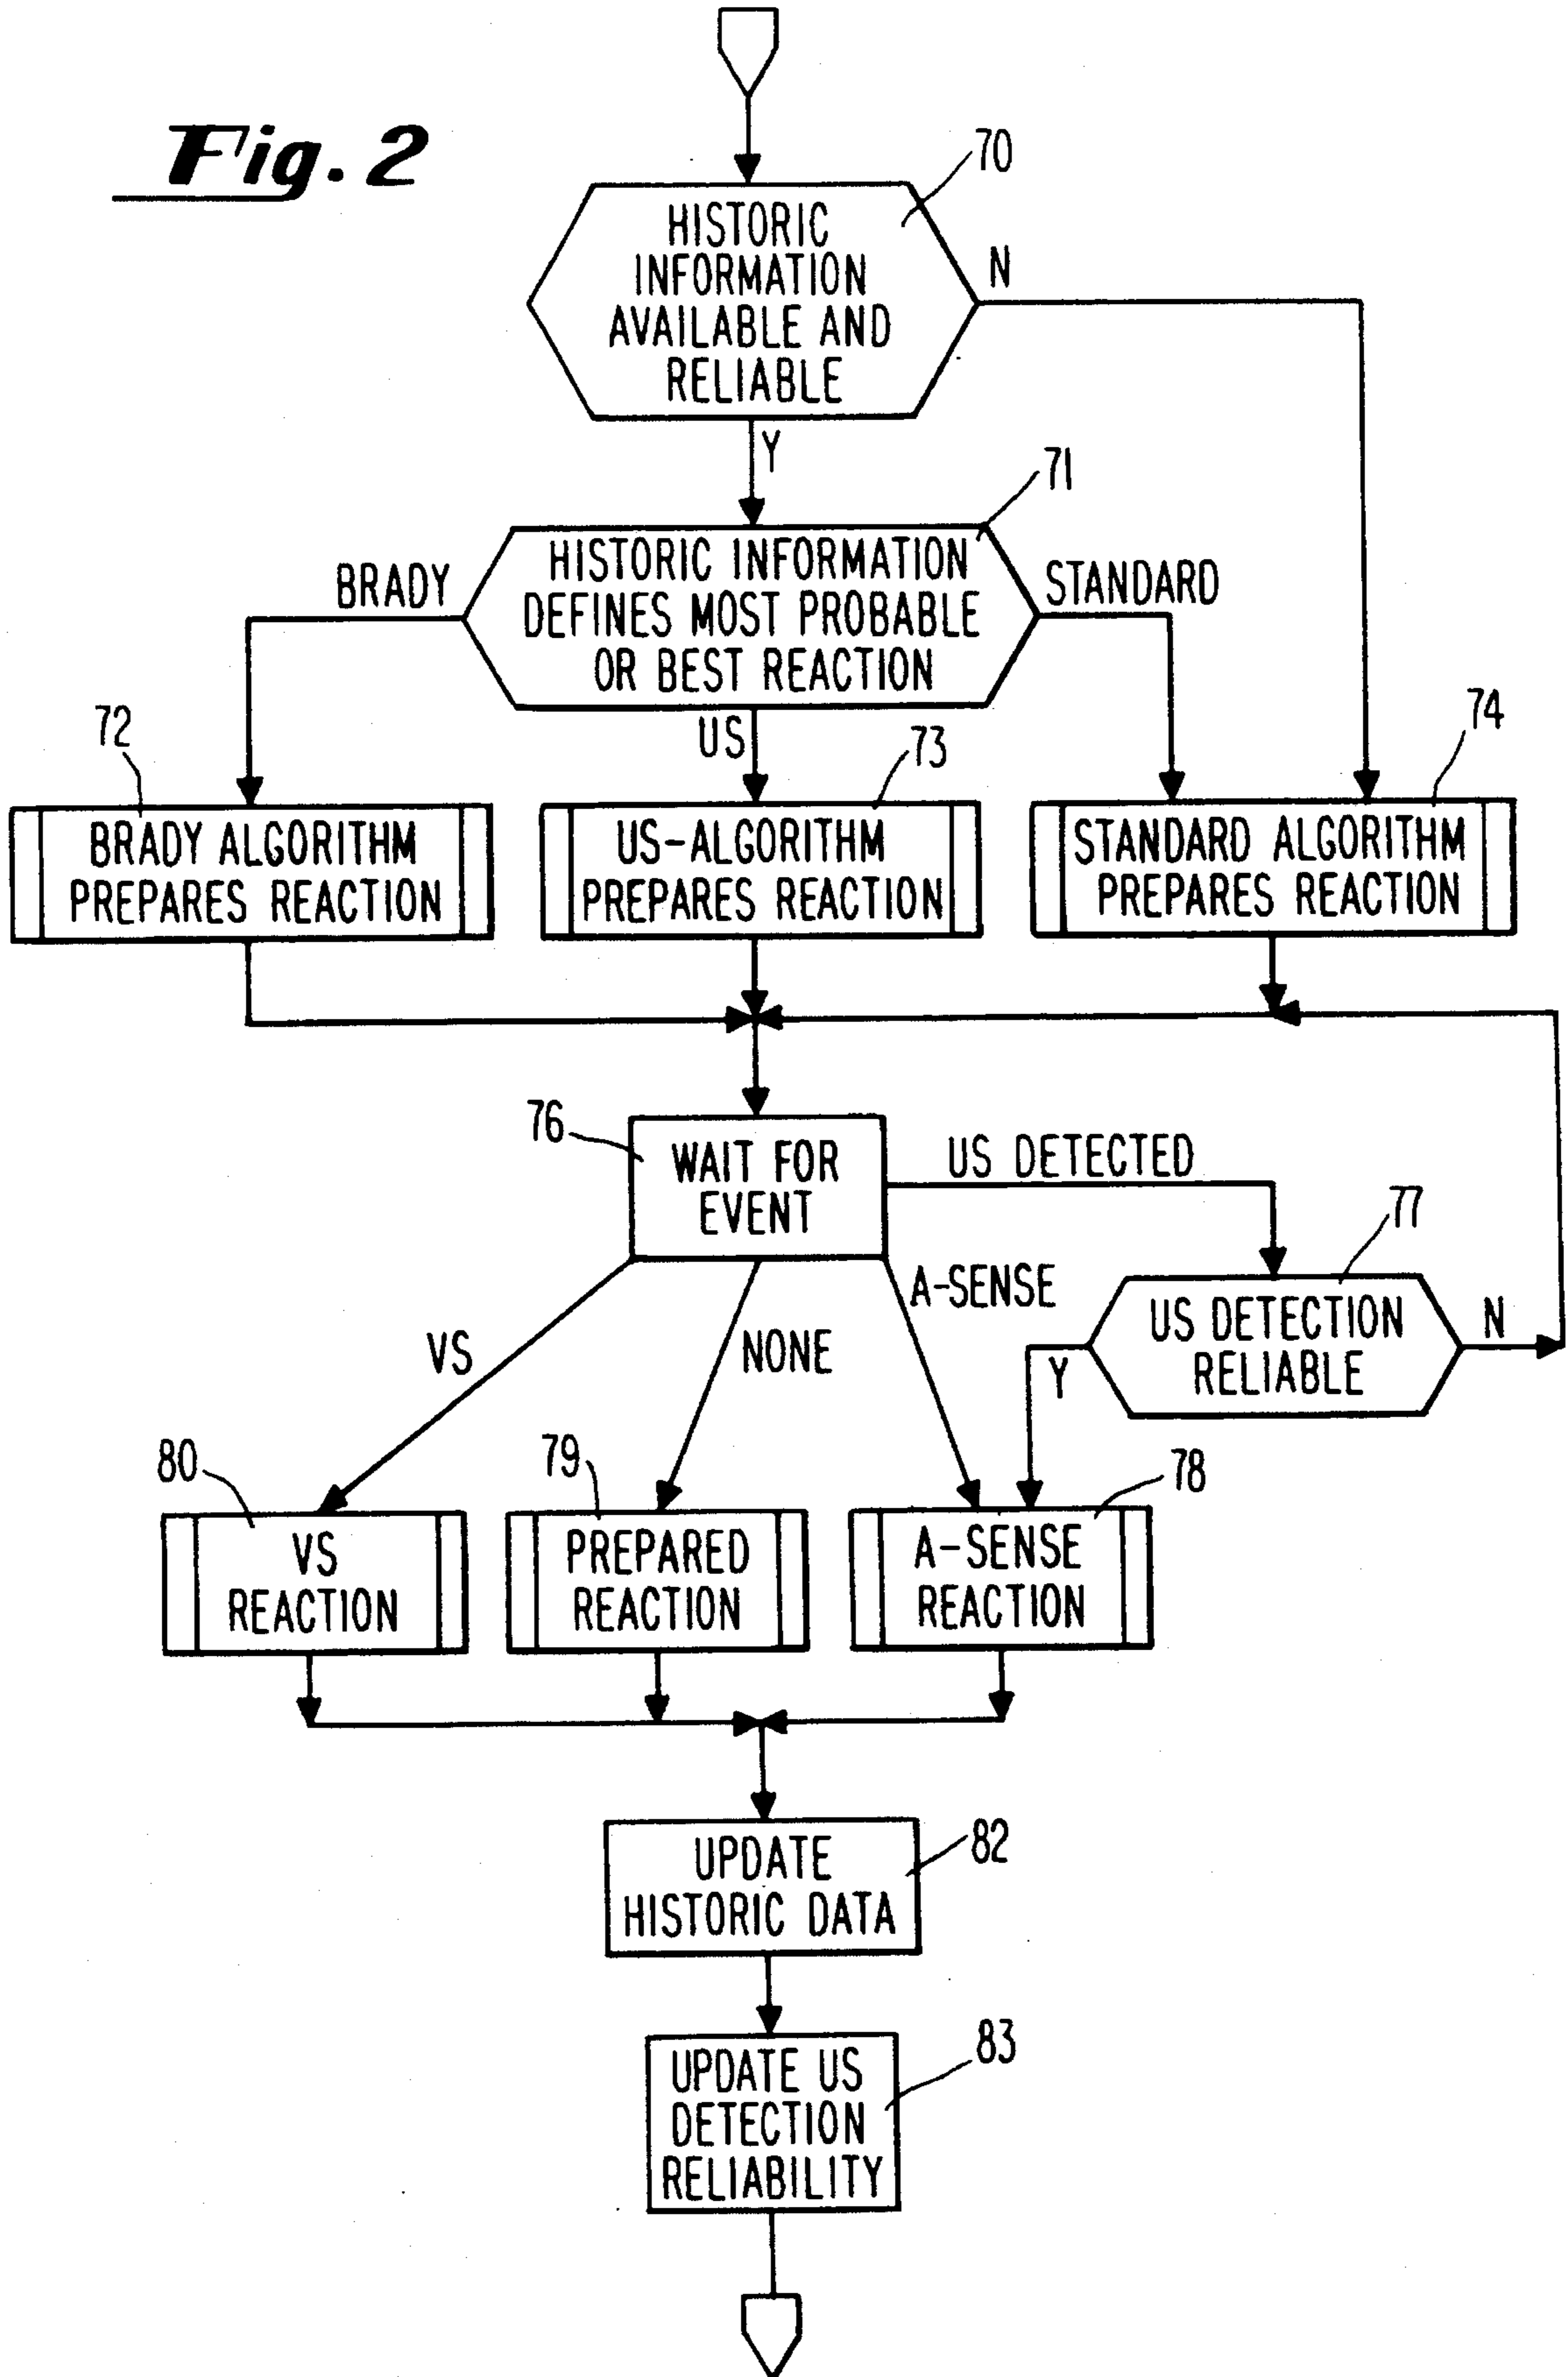 Fig. 2
70
HISTORIC
INFORMATION
AVAILABLE AND
RELIABLE
N
Y
71
HISTORIC INFORMATION
DEFINES MOST PROBABLE
OR BEST REACTION
BRADY
STANDARD
US
72
73
74
BRADY ALGORITHM
PREPARES REACTION
US-ALGORITHM
PREPARES REACTION
STANDARD ALGORITHM
PREPARES REACTION
76
WAIT FOR
EVENT
US DETECTED
77
US DETECTION
RELIABLE
N
Y
A-SENSE
VS
NONE
80
79
78
VS
REACTION
PREPARED
REACTION
A-SENSE
REACTION
82
UPDATE
HISTORIC DATA
83
UPDATE US
DETECTION
RELIABILITY